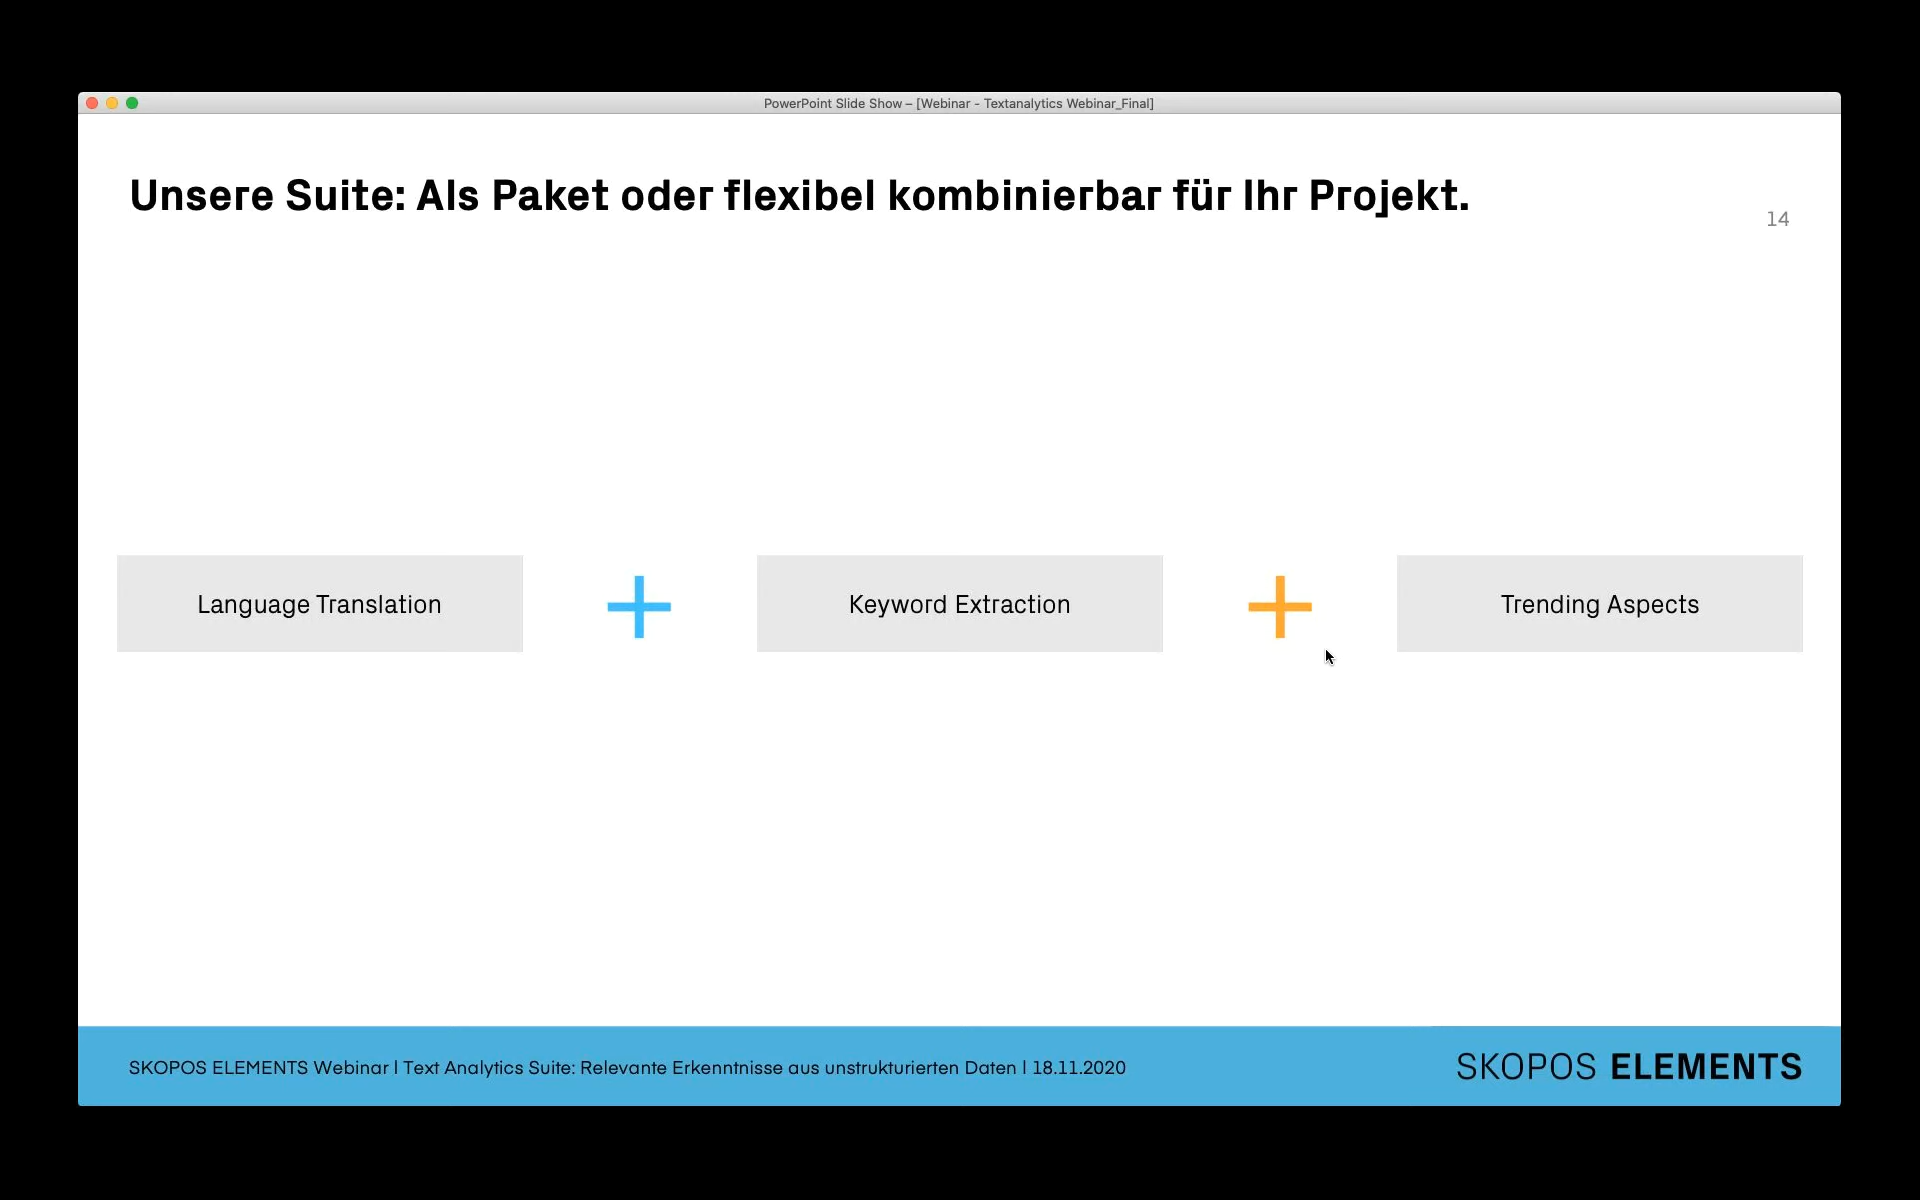 PowerPoint Slide Show – [Webinar - Textanalytics Webinar_Final]
Unsere Suite: Als Paket oder flexibel kombinierbar für Ihr Projekt.
14
Language Translation
Keyword Extraction
Trending Aspects
SKOPOS ELEMENTS Webinar | Text Analytics Suite: Relevante Erkenntnisse aus unstrukturierten Daten | 18.11.2020
SKOPOS ELEMENTS